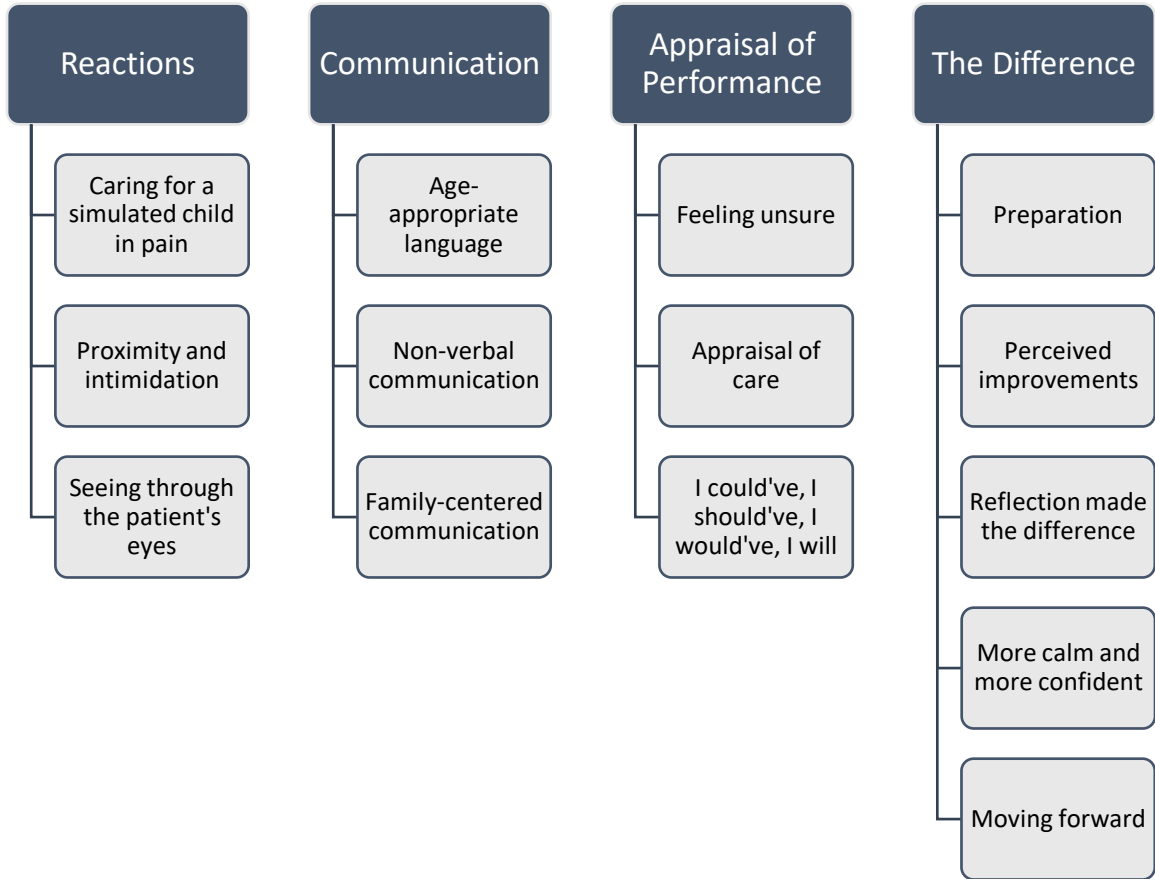 Reactions
Caring for a
simulated child
in pain
Proximity and
intimidation
Seeing through
the patient's
eyes
Communication
Age-
appropriate
language
Non-verbal
communication
Family-centered
communication
Appraisal of
Performance
Feeling unsure
Appraisal of
care
I could've, I
should've, I
would've, I will
The Difference
Preparation
Perceived
improvements
Reflection made
the difference
More calm and
more confident
Moving forward